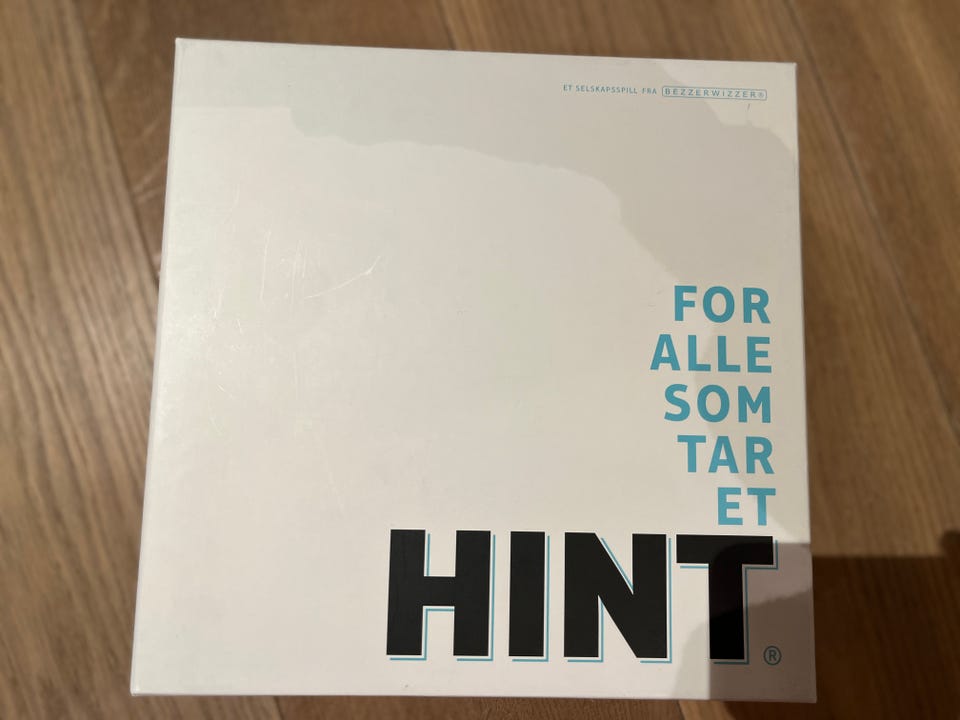 ET SELSKAPSSPILL FRA BEZZERWIZZER®
FOR
ALLE
SOM
TAR
ET
HINT®